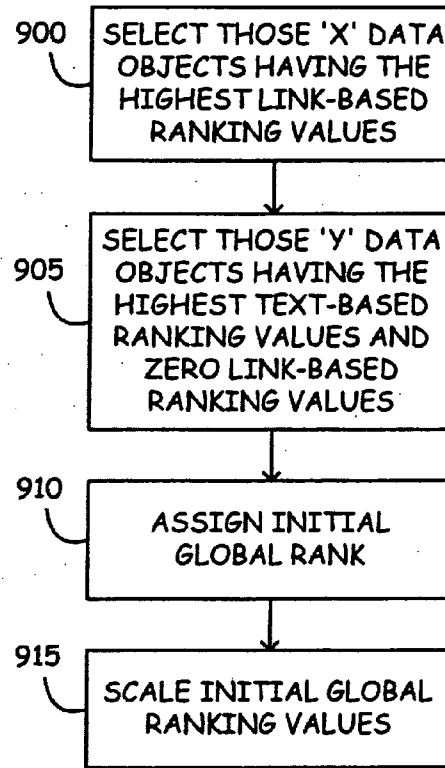 900
SELECT THOSE 'X' DATA
OBJECTS HAVING THE
HIGHEST LINK-BASED
RANKING VALUES
905
SELECT THOSE 'Y' DATA
OBJECTS HAVING THE
HIGHEST TEXT-BASED
RANKING VALUES AND
ZERO LINK-BASED
RANKING VALUES
910
ASSIGN INITIAL
GLOBAL RANK
915
SCALE INITIAL GLOBAL
RANKING VALUES